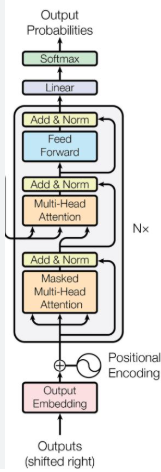 Output
Probabilities
Softmax
Linear
Add & Norm
Feed
Forward
Add & Norm
Multi-Head
Attention
N×
Add & Norm
Masked
Multi-Head
Attention
Positional
Encoding
Output
Embedding
Outputs
(shifted right)